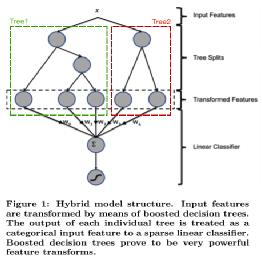 x
Tree1
Tree2
Input Features
Tree Splits
Transformed Features
Linear Classifier
Σ
Figure 1: Hybrid model structure. Input features
are transformed by means of boosted decision trees.
The output of each individual tree is treated as a
categorical input feature to a sparse linear classifier.
Boosted decision trees prove to be very powerful
feature transforms.